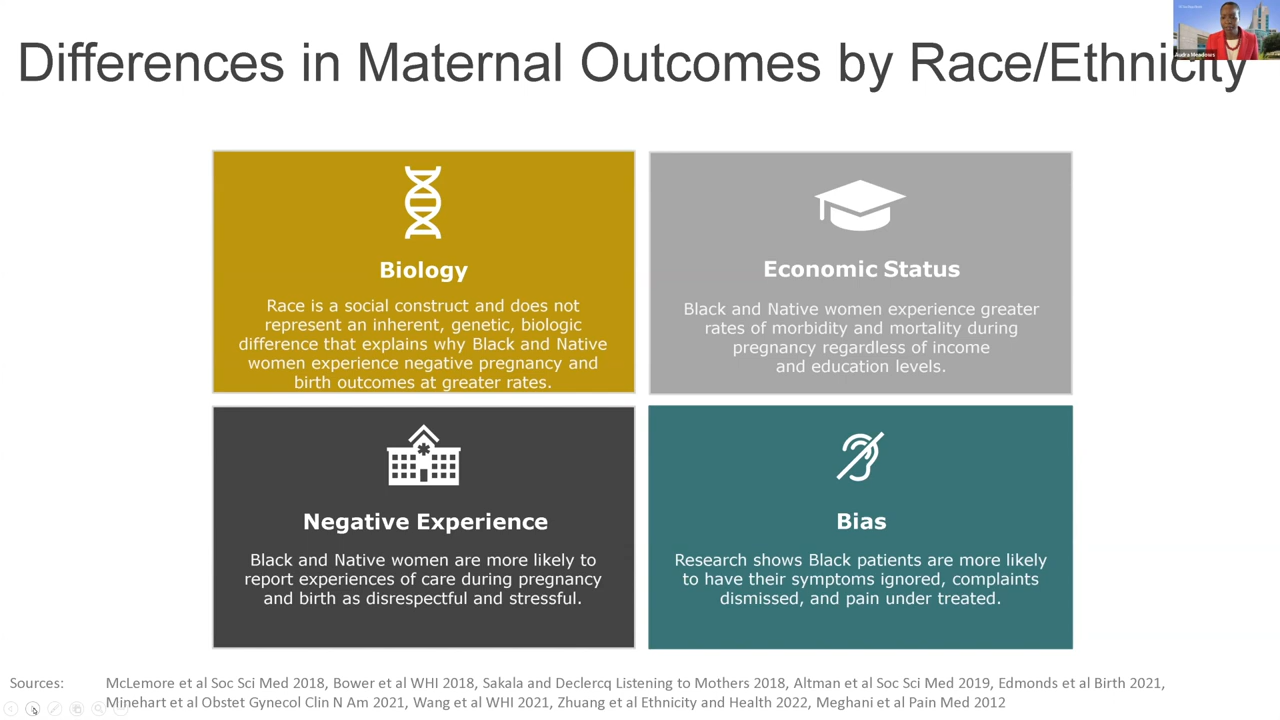 Differences in Maternal Outcomes by Race/Ethnicity
Audra Meadows
Biology
Race is a social construct and does not
represent an inherent, genetic, biologic
difference that explains why Black and Native
women experience negative pregnancy and
birth outcomes at greater rates.
Economic Status
Black and Native women experience greater
rates of morbidity and mortality during
pregnancy regardless of income
and education levels.
Negative Experience
Black and Native women are more likely to
report experiences of care during pregnancy
and birth as disrespectful and stressful.
Bias
Research shows Black patients are more likely
to have their symptoms ignored, complaints
dismissed, and pain under treated.
Sources: McLemore et al Soc Sci Med 2018, Bower et al WHI 2018, Sakala and Declercq Listening to Mothers 2018, Altman et al Soc Sci Med 2019, Edmonds et al Birth 2021,
Minehart et al Obstet Gynecol Clin N Am 2021, Wang et al WHI 2021, Zhuang et al Ethnicity and Health 2022, Meghani et al Pain Med 2012